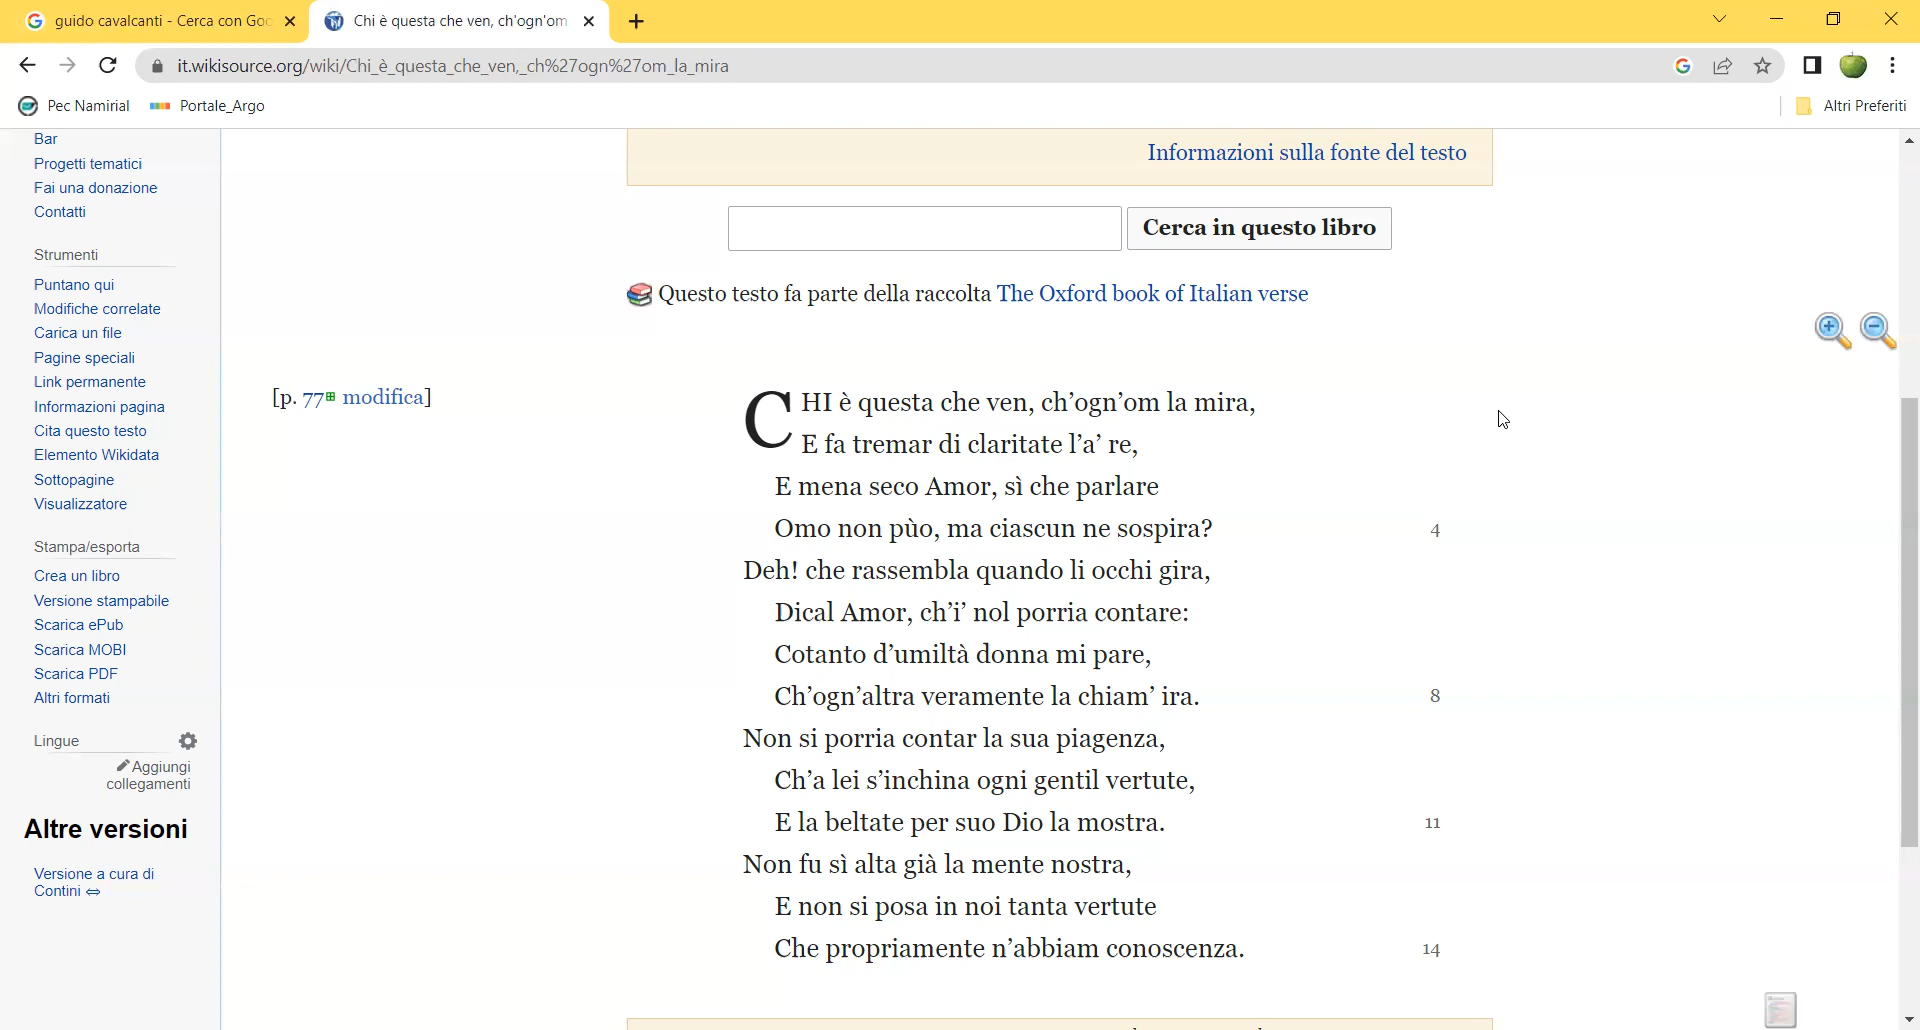 guido cavalcanti - Cerca con Goo
Chi è questa che ven, ch'ogn'om
it.wikisource.org/wiki/Chi_è_questa_che_ven,_ch%27ogn%27om_la_mira
Pec Namirial
Portale_Argo
Altri Preferiti
Bar
Progetti tematici
Fai una donazione
Contatti
Strumenti
Puntano qui
Modifiche correlate
Carica un file
Pagine speciali
Link permanente
Informazioni pagina
Cita questo testo
Elemento Wikidata
Sottopagine
Visualizzatore
Stampa/esporta
Crea un libro
Versione stampabile
Scarica ePub
Scarica MOBI
Scarica PDF
Altri formati
Lingue
Aggiungi
collegamenti
Altre versioni
Versione a cura di
Contini ⇔
Informazioni sulla fonte del testo
Cerca in questo libro
Questo testo fa parte della raccolta The Oxford book of Italian verse
[p. 77 modifica]
CHI è questa che ven, ch’ogn’om la mira,
E fa tremar di claritate l’a’ re,
E mena seco Amor, sì che parlare
Omo non pùo, ma ciascun ne sospira? 4
Deh! che rassembla quando li occhi gira,
Dical Amor, ch’i’ nol porria contare:
Cotanto d’umiltà donna mi pare,
Ch’ogn’altra veramente la chiam’ ira. 8
Non si porria contar la sua piagenza,
Ch’a lei s’inchina ogni gentil vertute,
E la beltate per suo Dio la mostra. 11
Non fu sì alta già la mente nostra,
E non si posa in noi tanta vertute
Che propriamente n’abbiam conoscenza. 14